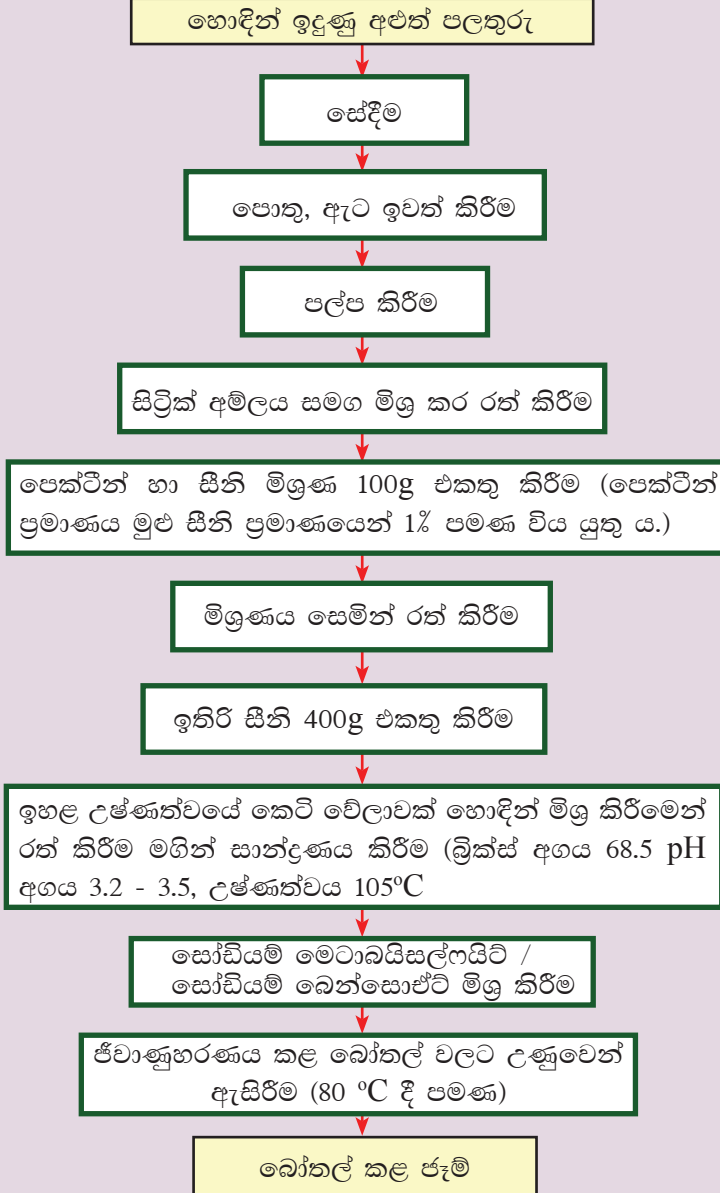 හොඳින් ඉදුණු අළුත් පලතුරු
සේදීම
පොතු, ඇට ඉවත් කිරීම
පල්ප කිරීම
සිට්‍රික් අම්ලය සමග මිශ්‍ර කර රත් කිරීම
පෙක්ටීන් හා සීනි මිශ්‍රණ 100g එකතු කිරීම (පෙක්ටීන්
ප්‍රමාණය මුළු සීනි ප්‍රමාණයෙන් 1% පමණ විය යුතු ය.)
මිශ්‍රණය සෙමින් රත් කිරීම
ඉතිරි සීනි 400g එකතු කිරීම
ඉහළ උෂ්ණත්වයේ කෙටි වේලාවක් හොඳින් මිශ්‍ර කිරීමෙන්
රත් කිරීම මගින් සාන්ද්‍රණය කිරීම (බ්‍රික්ස් අගය 68.5 pH
අගය 3.2 - 3.5, උෂ්ණත්වය 105°C
සෝඩියම් මෙටාබයිසල්ෆයිට් /
සෝඩියම් බෙන්සොඒට් මිශ්‍ර කිරීම
ජීවාණුහරණය කළ බෝතල් වලට උණුවෙන්
ඇසිරීම (80 °C දී පමණ)
බෝතල් කළ ජෑම්